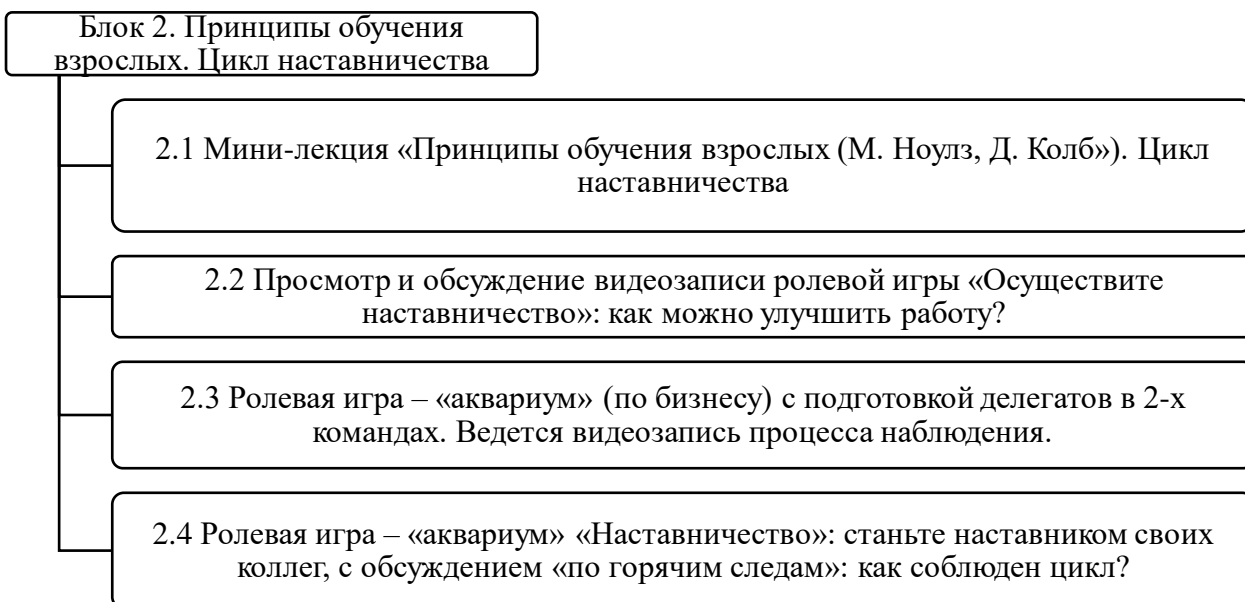 Блок 2. Принципы обучения
взрослых. Цикл наставничества
2.1 Мини-лекция «Принципы обучения взрослых (М. Ноулз, Д. Колб»). Цикл
наставничества
2.2 Просмотр и обсуждение видеозаписи ролевой игры «Осуществите
наставничество»: как можно улучшить работу?
2.3 Ролевая игра – «аквариум» (по бизнесу) с подготовкой делегатов в 2-х
командах. Ведется видеозапись процесса наблюдения.
2.4 Ролевая игра – «аквариум» «Наставничество»: станьте наставником своих
коллег, с обсуждением «по горячим следам»: как соблюден цикл?